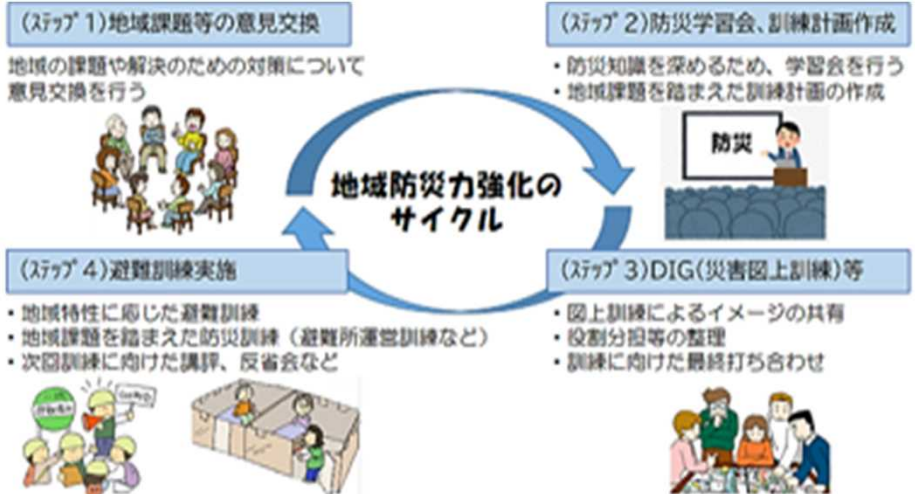 (ステップ1)地域課題等の意見交換
地域の課題や解決のための対策について
意見交換を行う
(ステップ2)防災学習会、訓練計画作成
・防災知識を深めるため、学習会を行う
・地域課題を踏まえた訓練計画の作成
防災
地域防災力強化の
サイクル
(ステップ3)DIG(災害図上訓練)等
・図上訓練によるイメージの共有
・役割分担等の整理
・訓練に向けた最終打ち合わせ
(ステップ4)避難訓練実施
・地域特性に応じた避難訓練
・地域課題を踏まえた防災訓練（避難所運営訓練など）
・次回訓練に向けた講評、反省会など